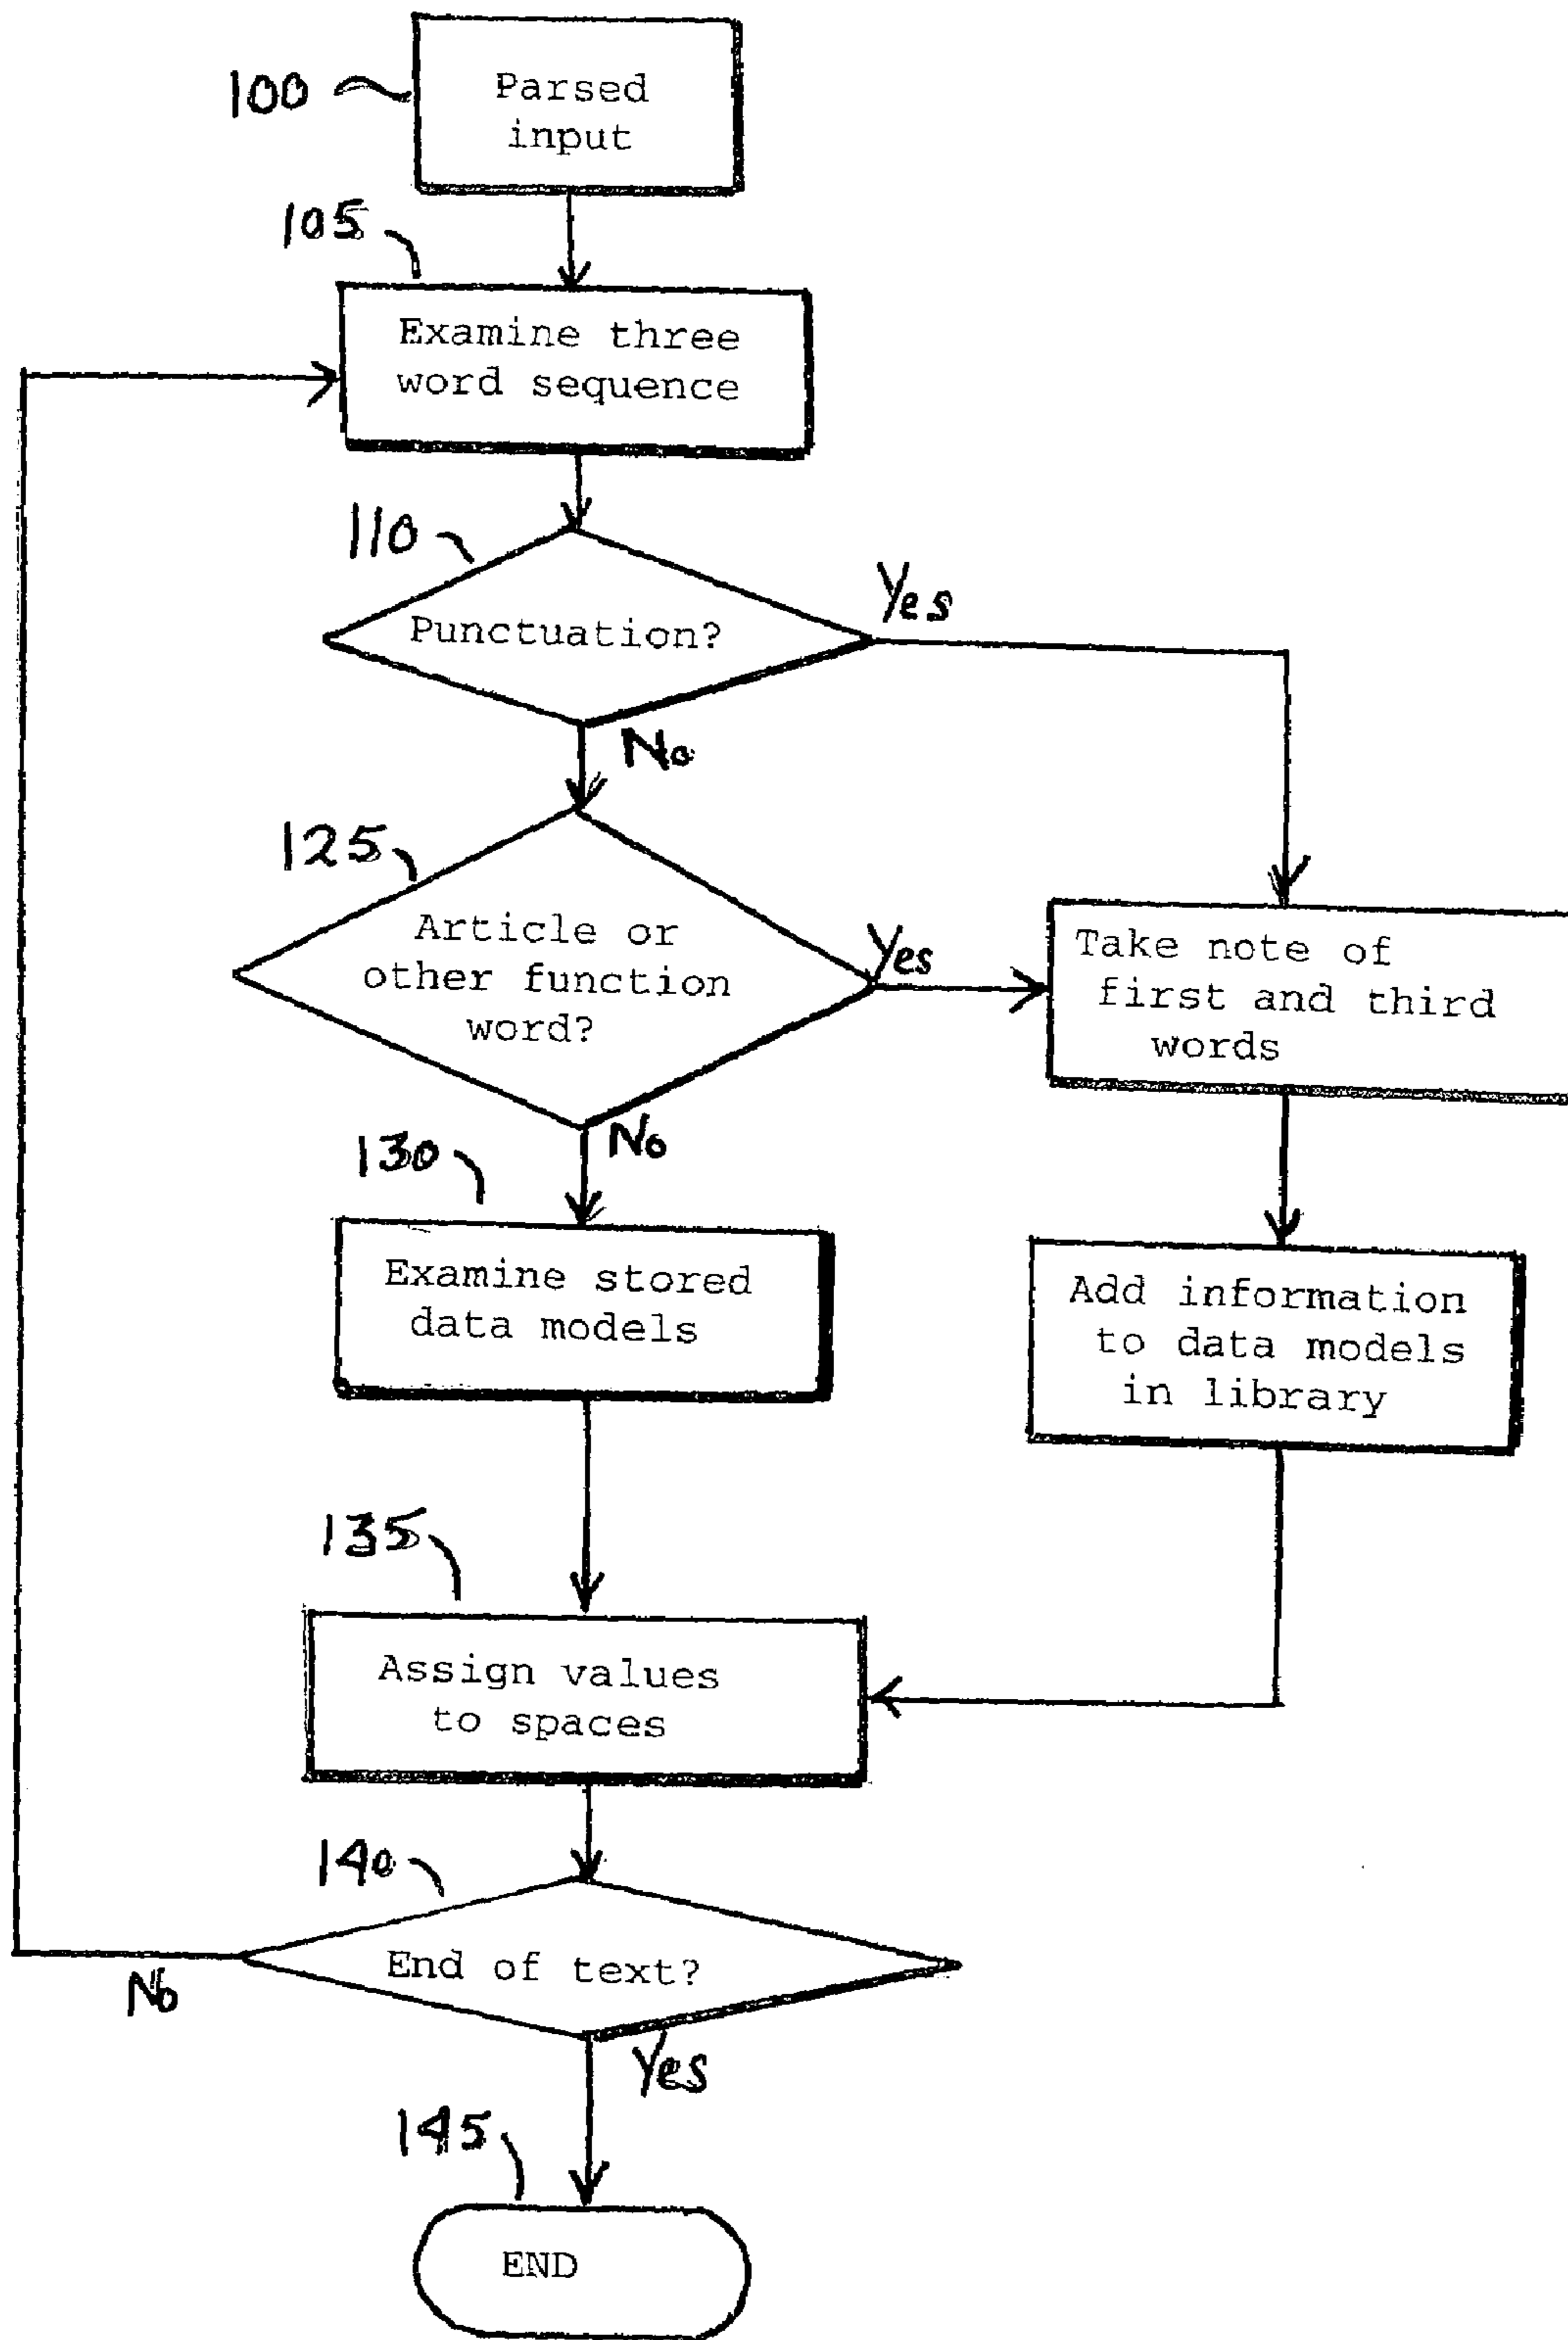 100
Parsed
input
105
Examine three
word sequence
110
Punctuation?
Yes
No
125
Article or
other function
word?
Yes
Take note of
first and third
words
No
130
Examine stored
data models
Add information
to data models
in library
135
Assign values
to spaces
140
End of text?
No
Yes
145
END